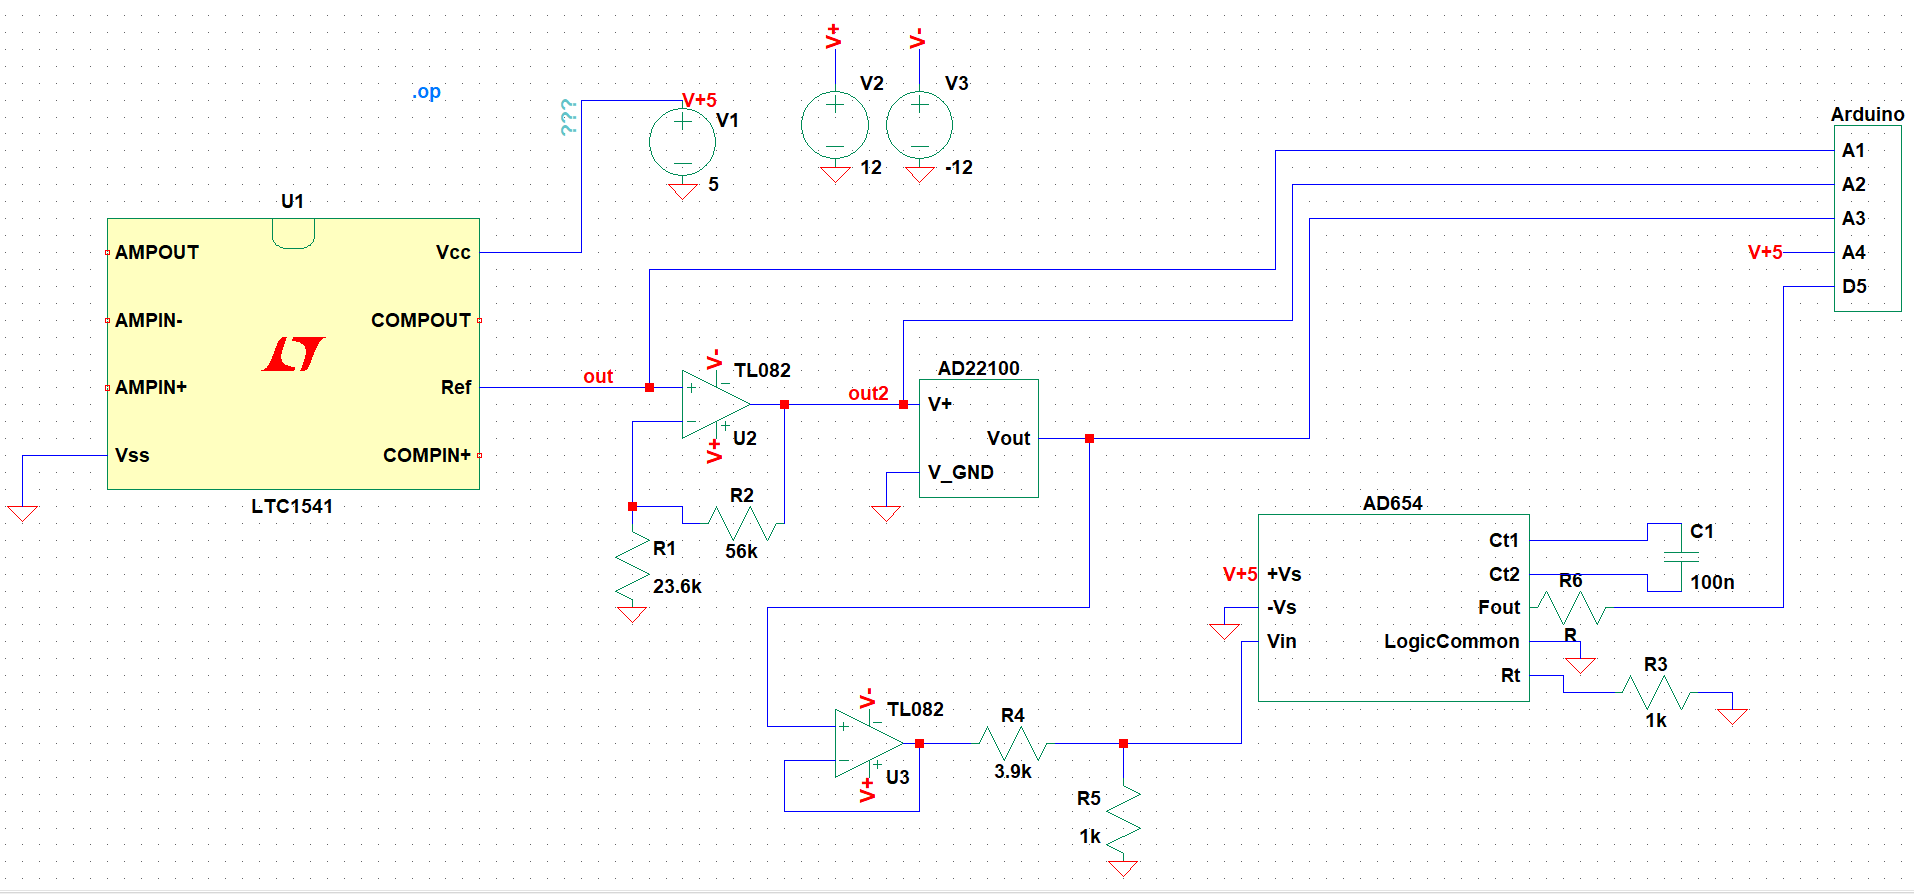 .op
???
V+5
V1
5
V+
V2
12
V-
V3
-12
Arduino
A1
A2
A3
V+5
A4
D5
U1
AMPOUT
Vcc
AMPIN-
COMPOUT
AMPIN+
Ref
Vss
COMPIN+
LTC1541
out
V-
TL082
U2
V+
out2
R2
56k
R1
23.6k
AD22100
V+
Vout
V_GND
AD654
V+5
+Vs
-Vs
Vin
Ct1
Ct2
Fout
LogicCommon
Rt
C1
100n
R6
R
R3
1k
V-
TL082
U3
V+
R4
3.9k
R5
1k